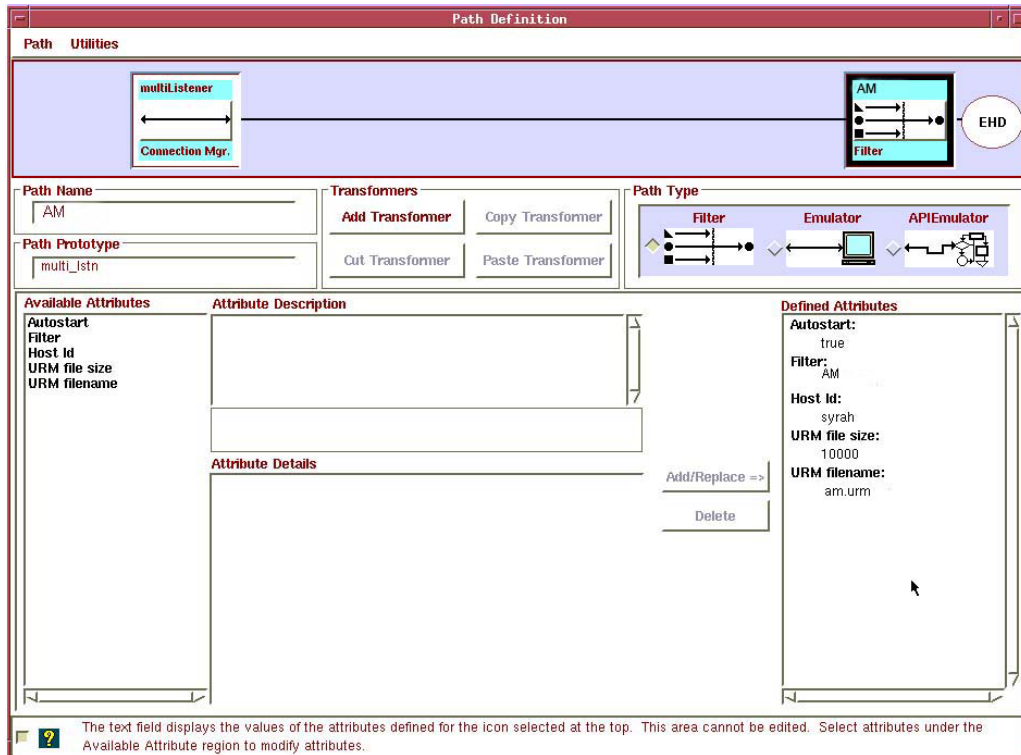 Path Definition
Path Utilities
multiListener
Connection Mgr.
AM
Filter
EHD
Path Name
AM
Path Prototype
multi_lstn
Transformers
Add Transformer
Copy Transformer
Cut Transformer
Paste Transformer
Path Type
Filter
Emulator
APIEmulator
Available Attributes
Autostart
Filter
Host Id
URM file size
URM filename
Attribute Description
Attribute Details
Add/Replace =>
Delete
Defined Attributes
Autostart:
true
Filter:
AM
Host Id:
syrah
URM file size:
10000
URM filename:
am.urm
?
The text field displays the values of the attributes defined for the icon selected at the top. This area cannot be edited. Select attributes under the
Available Attribute region to modify attributes.